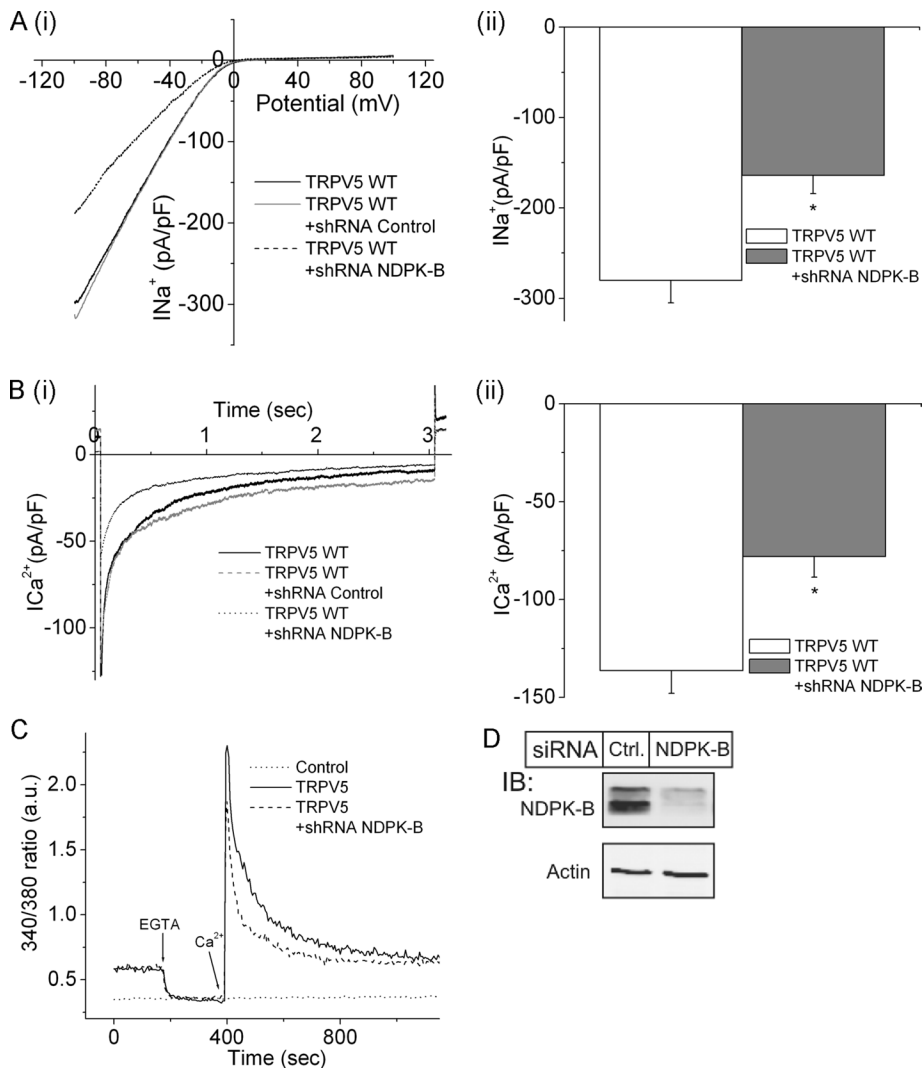 A (i)
-120 -80 -40 0 40 80 120
0
-100
-200
-300
Potential (mV)
INa+ (pA/pF)
TRPV5 WT
TRPV5 WT
+shRNA Control
TRPV5 WT
+shRNA NDPK-B
(ii)
0
-100
-200
-300
INa+(pA/pF)
*
TRPV5 WT
TRPV5 WT
+shRNA NDPK-B
B (i)
Time (sec)
0 1 2 3
0
-50
-100
ICa2+(pA/pF)
TRPV5 WT
TRPV5 WT
+shRNA Control
TRPV5 WT
+shRNA NDPK-B
(ii)
0
-50
-100
-150
ICa2+ (pA/pF)
*
TRPV5 WT
TRPV5 WT
+shRNA NDPK-B
C
2.0
1.5
1.0
0.5
340/380 ratio (a.u.)
Control
TRPV5
TRPV5
+shRNA NDPK-B
EGTA
Ca2+
0 400 800
Time (sec)
D
siRNA Ctrl. NDPK-B
IB:
NDPK-B
Actin